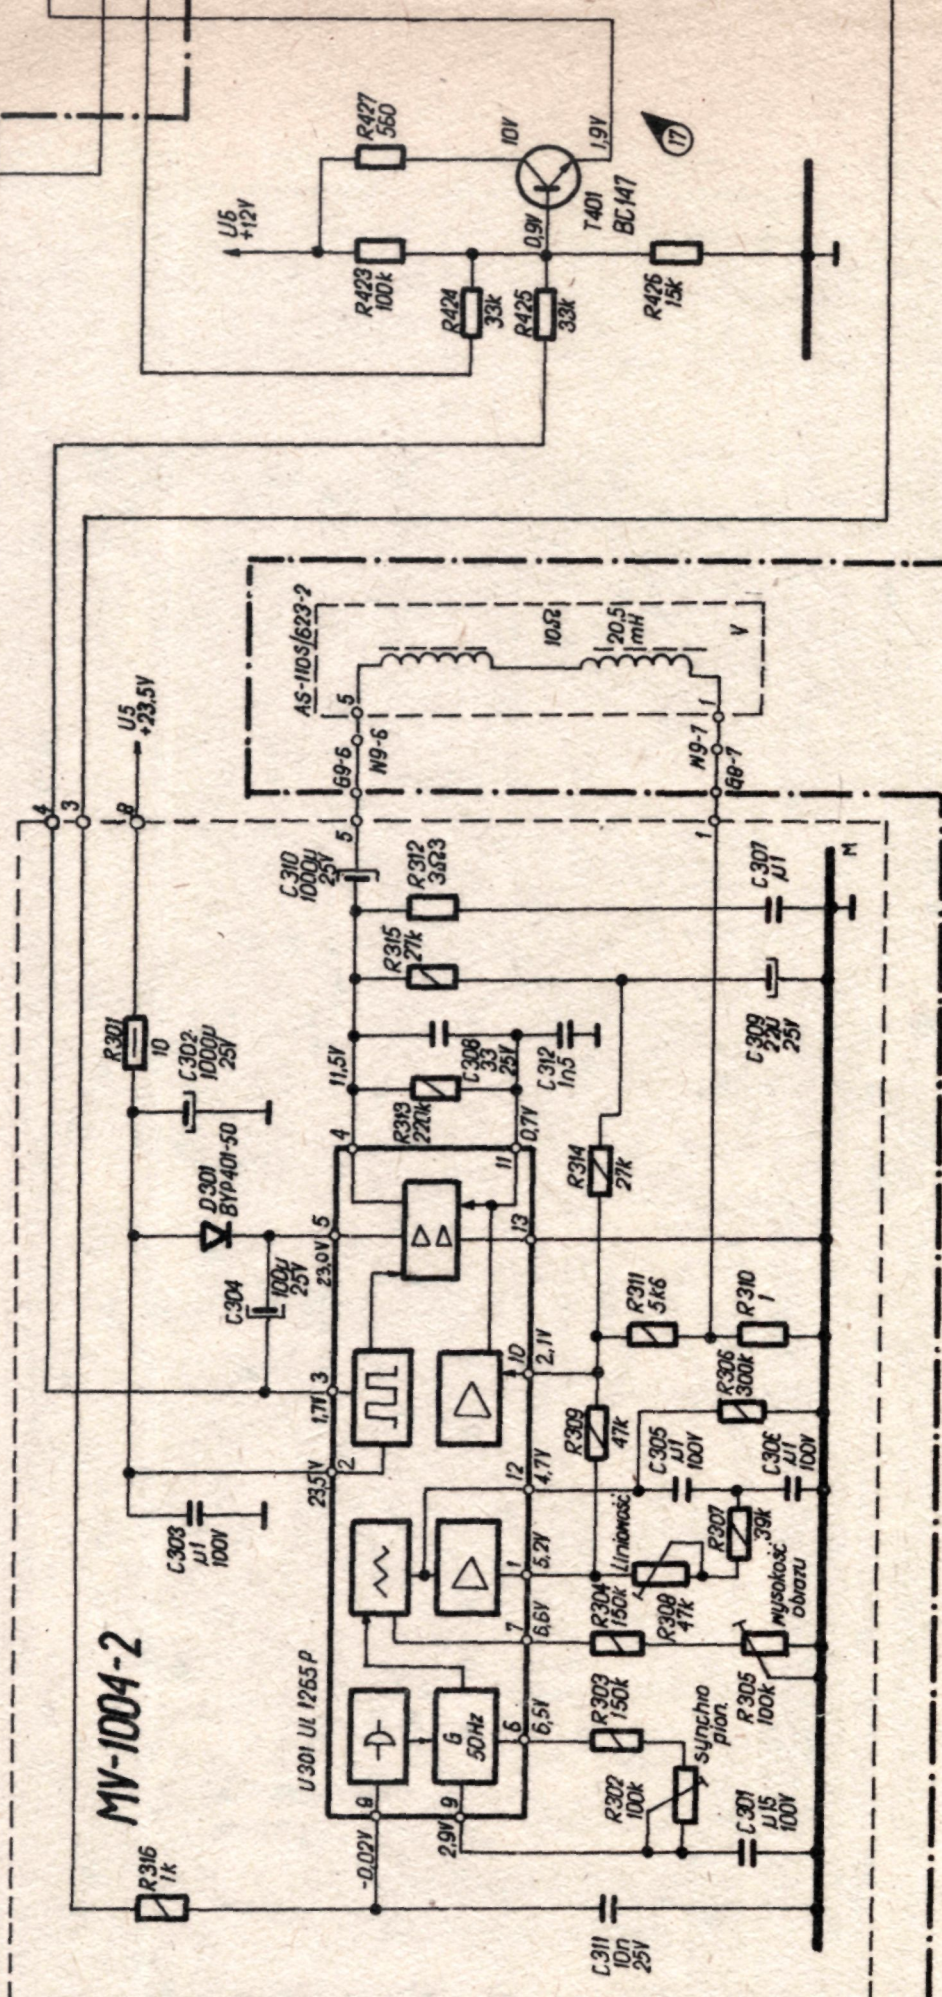 R427
560
10V
1,9V
17
U6
+12V
0,9V
T401
BC147
R423
100k
R424
33k
R425
33k
R426
15k
AS-110S/623-2
10Ω
20,5
mH
V
5
1
G9-6
W9-6
W9-7
G9-7
U5
+23,5V
4
3
8
5
1
C310
1000µ
25V
R312
3Ω3
C307
µ1
M
R315
27k
R301
10
C302
1000µ
25V
11,5V
C308
33
25V
C312
1n5
C309
22µ
25V
D301
BYP401-50
4
R313
220k
11
0,7V
R314
27k
C304
100µ
25V
23,0V
5
13
R311
5k6
R310
1
1,7V
3
10
2,1V
R306
300k
23,5V
2
R309
47k
12
4,7V
C305
µ1
100V
C306
µ1
100V
C303
µ1
100V
1
5,2V
Liniowość
R307
39k
R304
150k
R308
47k
wysokość
obrazu
7
6,6V
MV-1004-2
U301 UL1265P
G
50Hz
6
6,5V
R303
150k
R305
100k
synchro
pion.
R302
100k
9
2,9V
-0,02V
C301
µ15
100V
R316
1k
C311
10n
25V